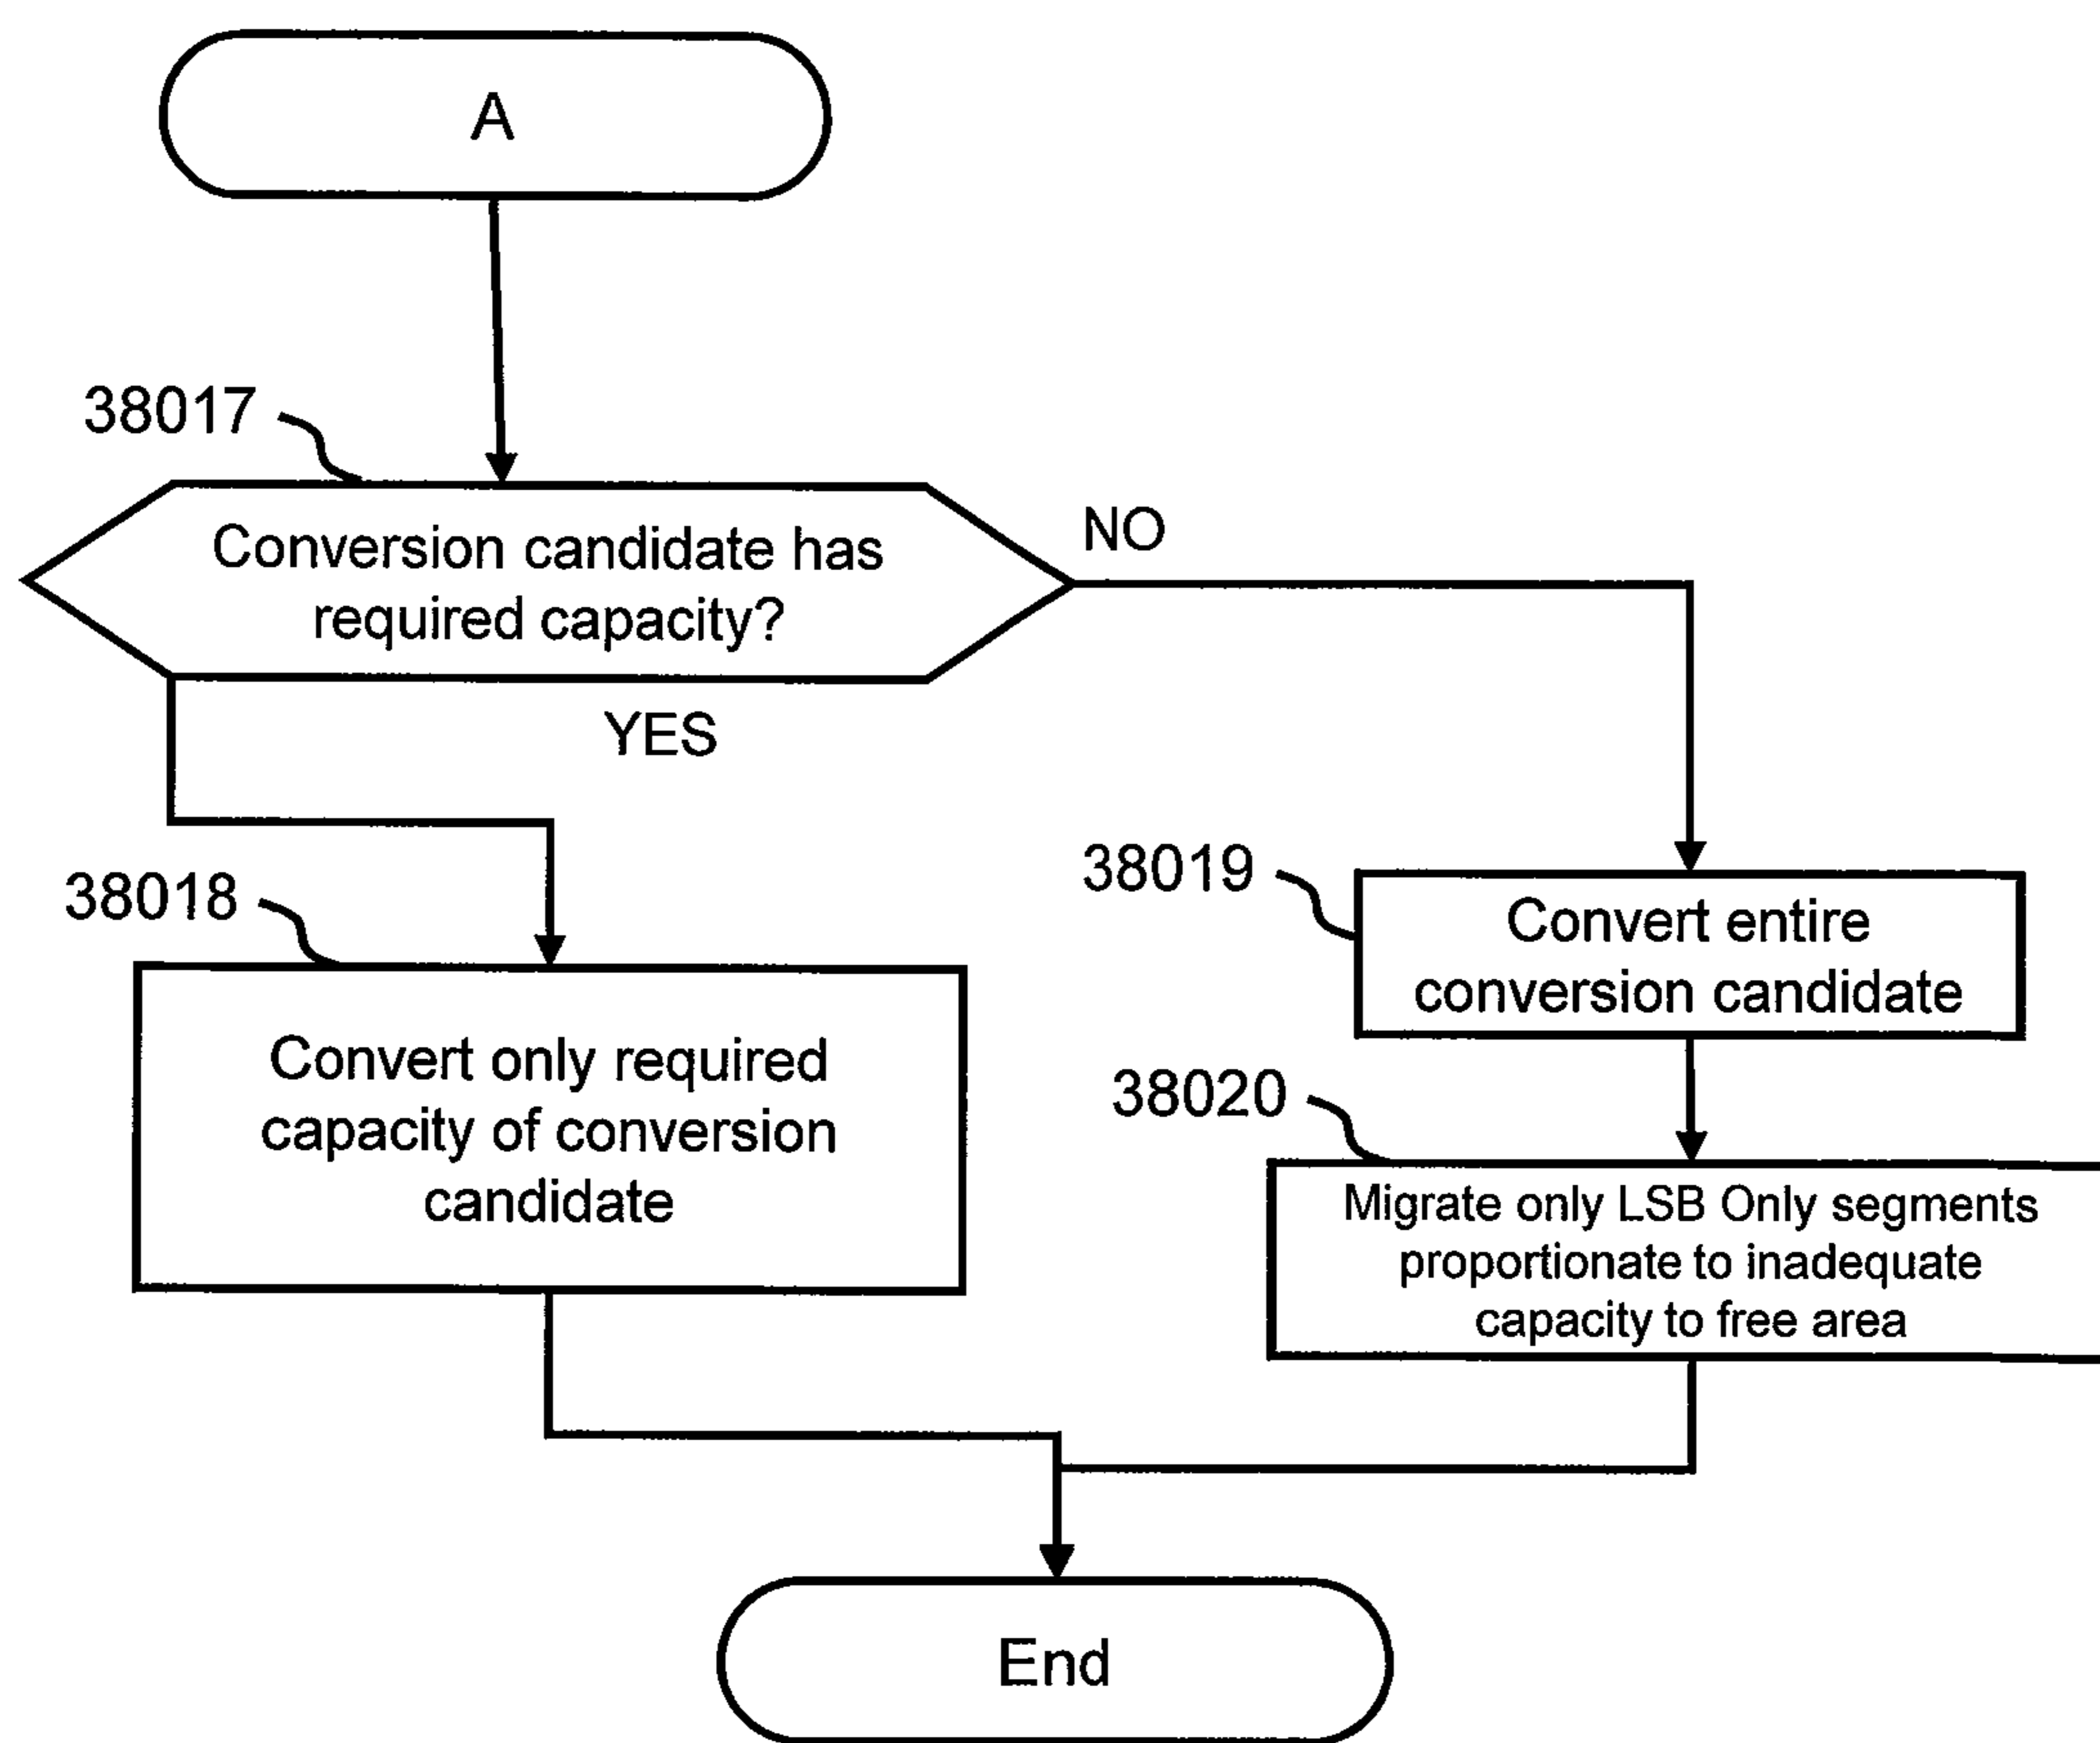 A
38017
Conversion candidate has
required capacity?
NO
YES
38018
Convert only required
capacity of conversion
candidate
38019
Convert entire
conversion candidate
38020
Migrate only LSB Only segments
proportionate to inadequate
capacity to free area
End